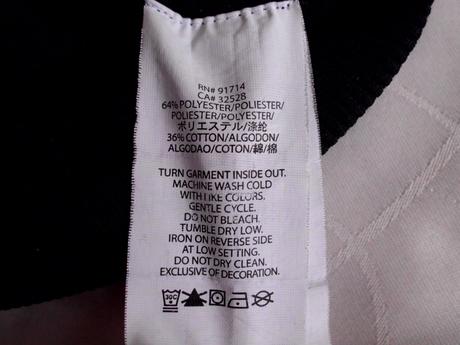 RN# 91714
CA# 32528
64% POLYESTER/POLIESTER/
POLIESTER/POLYESTER/
ポリエステル/涤纶
36% COTTON/ALGODON/
ALGODAO/COTON/綿/棉
TURN GARMENT INSIDE OUT.
MACHINE WASH COLD
WITH LIKE COLORS.
GENTLE CYCLE.
DO NOT BLEACH.
TUMBLE DRY LOW.
IRON ON REVERSE SIDE
AT LOW SETTING.
DO NOT DRY CLEAN.
EXCLUSIVE OF DECORATION.
30C